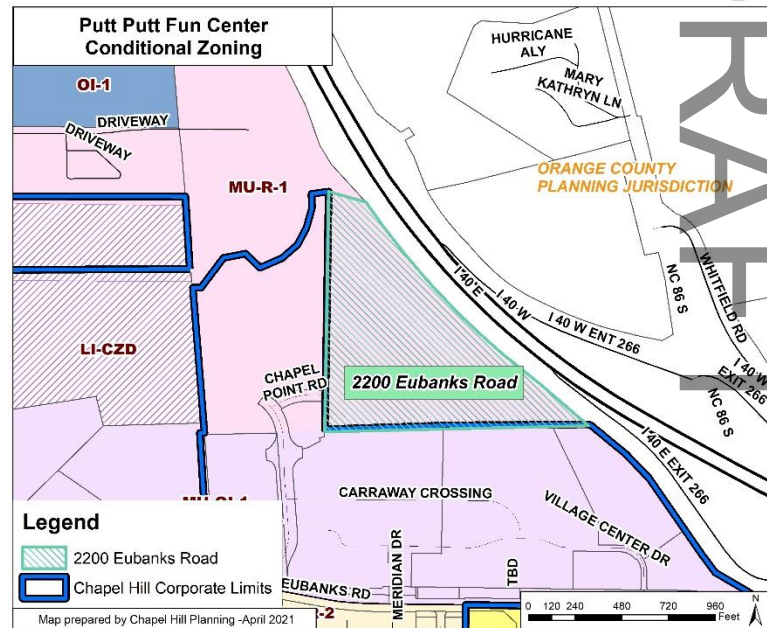 Putt Putt Fun Center
Conditional Zoning
HURRICANE
ALY
MARY
KATHRYN LN
OI-1
DRIVEWAY
DRIVEWAY
MU-R-1
ORANGE COUNTY
PLANNING JURISDICTION
WHITFIELD RD
NC 86 S
I 40 E
I 40 W
I 40 W ENT 266
I 40 W
EXIT 266
NC 86 S
LI-CZD
CHAPEL
POINT RD
2200 Eubanks Road
I 40 E EXIT 266
CARRAWAY CROSSING
VILLAGE CENTER DR
MERIDIAN DR
TBD
EUBANKS RD
R-2
Legend
2200 Eubanks Road
Chapel Hill Corporate Limits
Map prepared by Chapel Hill Planning -April 2021
0 120 240 480 720 960
Feet
N